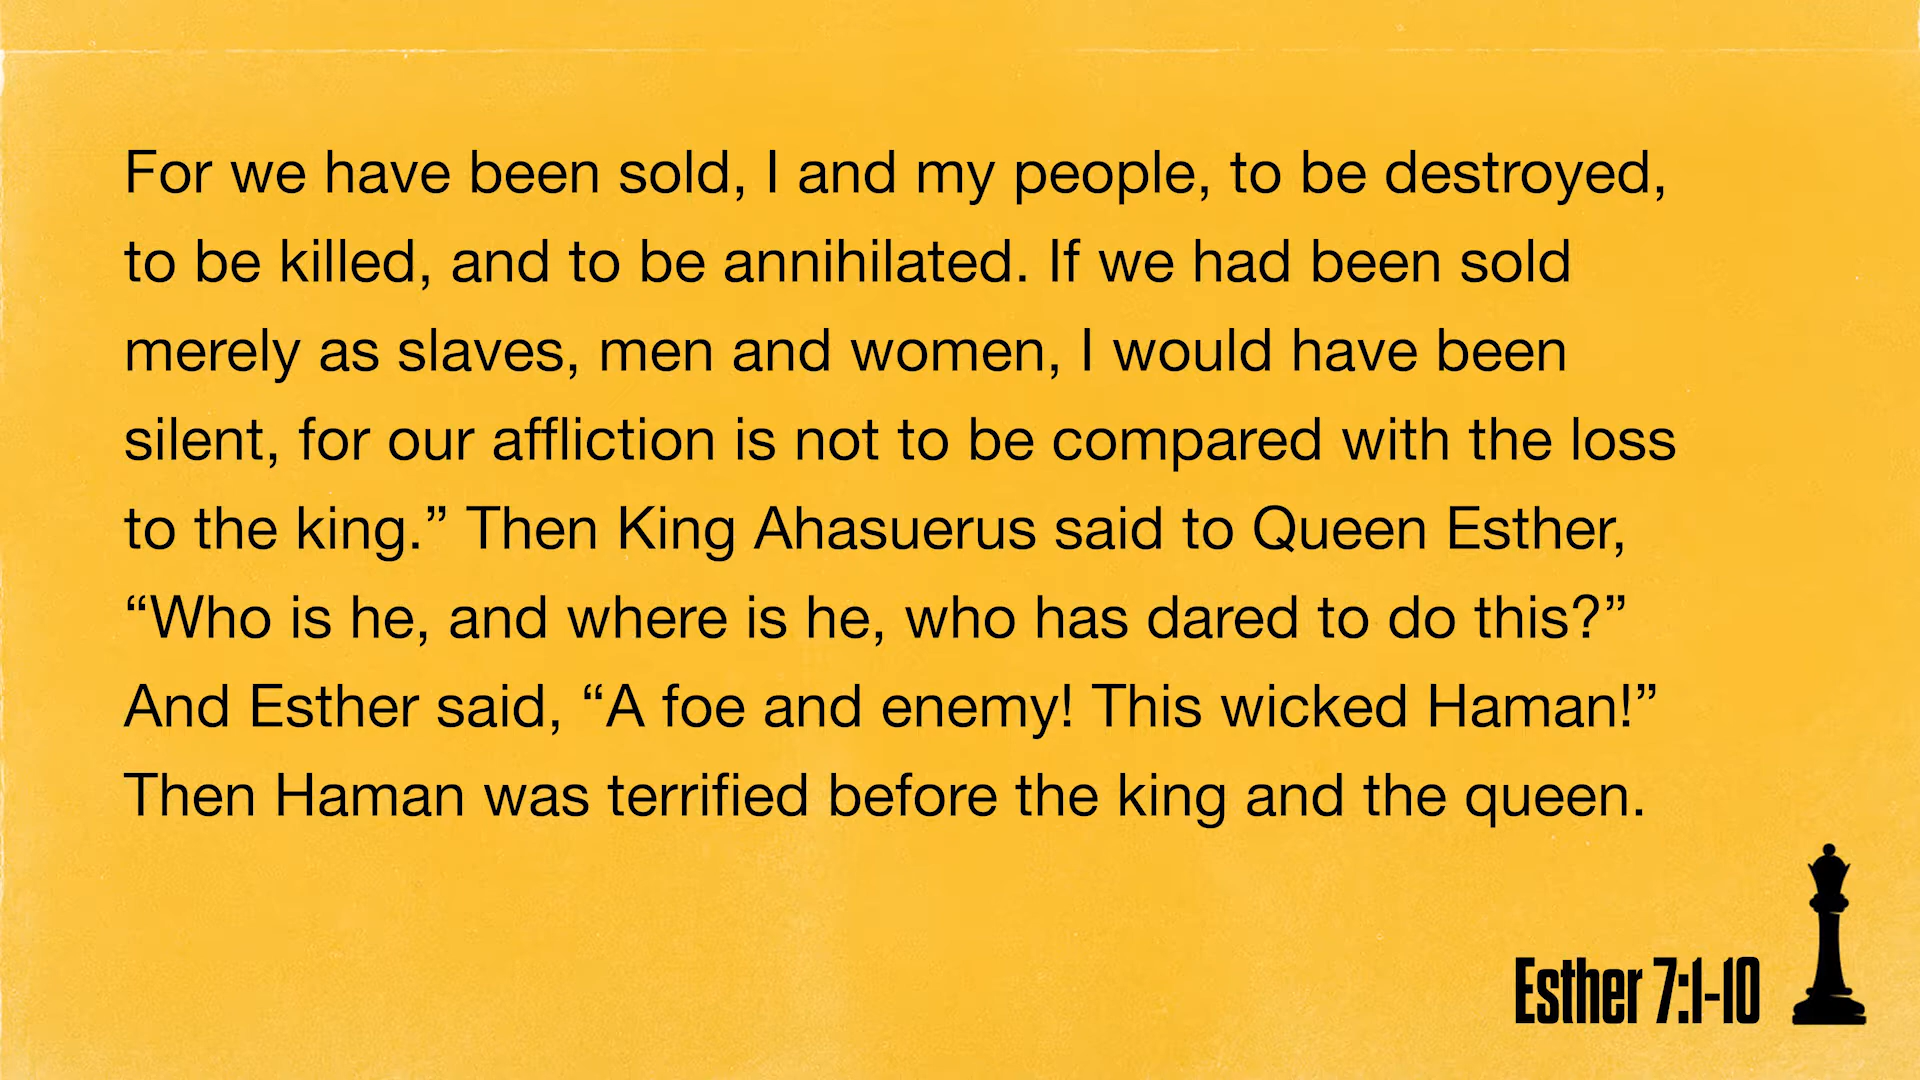 For we have been sold, I and my people, to be destroyed,
to be killed, and to be annihilated. If we had been sold
merely as slaves, men and women, I would have been
silent, for our affliction is not to be compared with the loss
to the king.” Then King Ahasuerus said to Queen Esther,
“Who is he, and where is he, who has dared to do this?”
And Esther said, “A foe and enemy! This wicked Haman!”
Then Haman was terrified before the king and the queen.
Esther 7:1-10